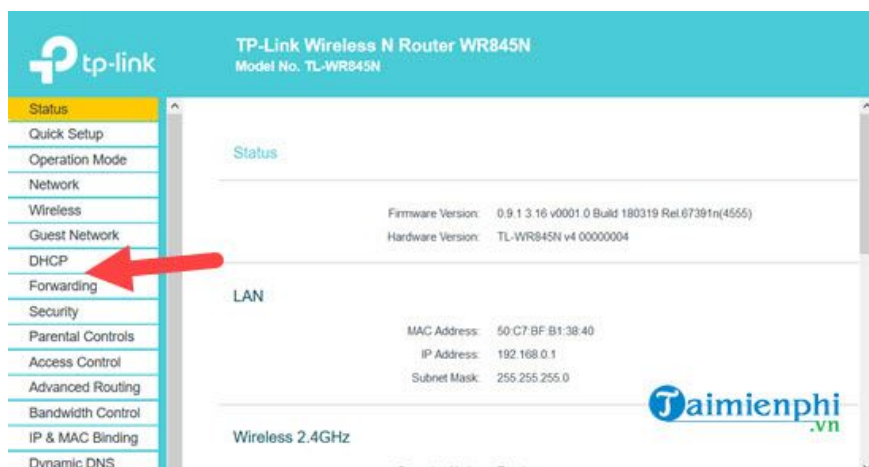 tp-link
TP-Link Wireless N Router WR845N
Model No. TL-WR845N
Status
Quick Setup
Operation Mode
Network
Wireless
Guest Network
DHCP
Forwarding
Security
Parental Controls
Access Control
Advanced Routing
Bandwidth Control
IP & MAC Binding
Dynamic DNS
Status
Firmware Version: 0.9.1 3.16 v0001.0 Build 180319 Rel.67391n(4555)
Hardware Version: TL-WR845N v4 00000004
LAN
MAC Address: 50:C7:BF:B1:38:40
IP Address: 192.168.0.1
Subnet Mask: 255.255.255.0
Wireless 2.4GHz
Taimienphi
.vn